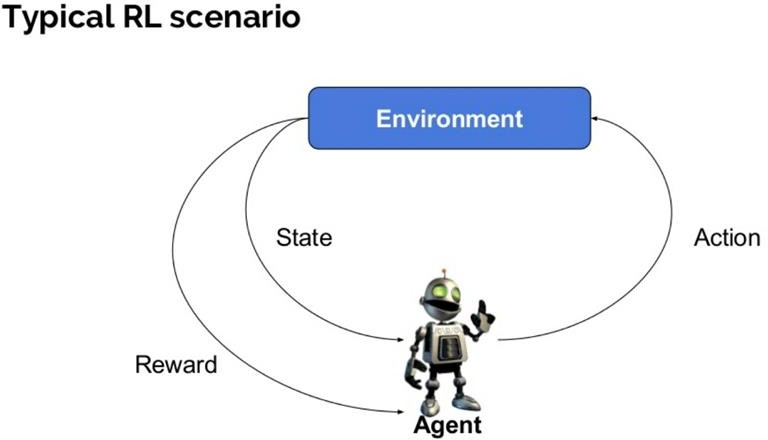 Typical RL scenario
Environment
State
Action
Reward
Agent